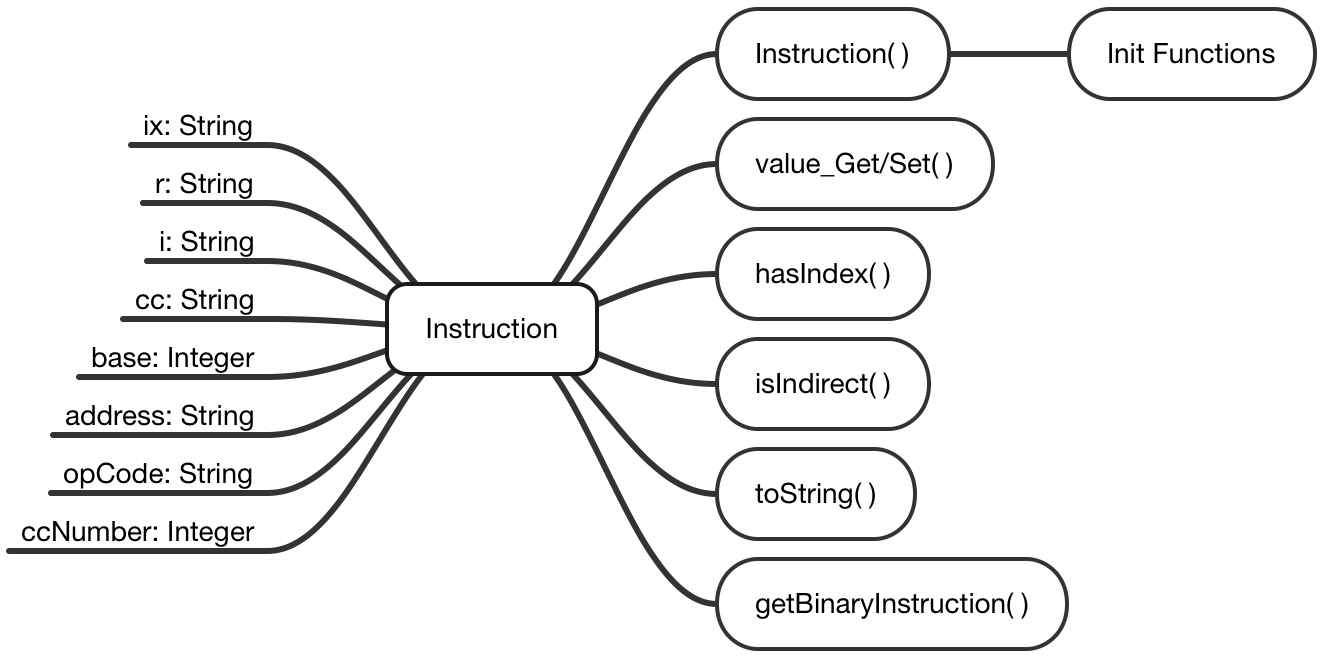 Instruction( )
Init Functions
value_Get/Set( )
hasIndex( )
isIndirect( )
toString( )
getBinaryInstruction( )
Instruction
ix: String
r: String
i: String
cc: String
base: Integer
address: String
opCode: String
ccNumber: Integer